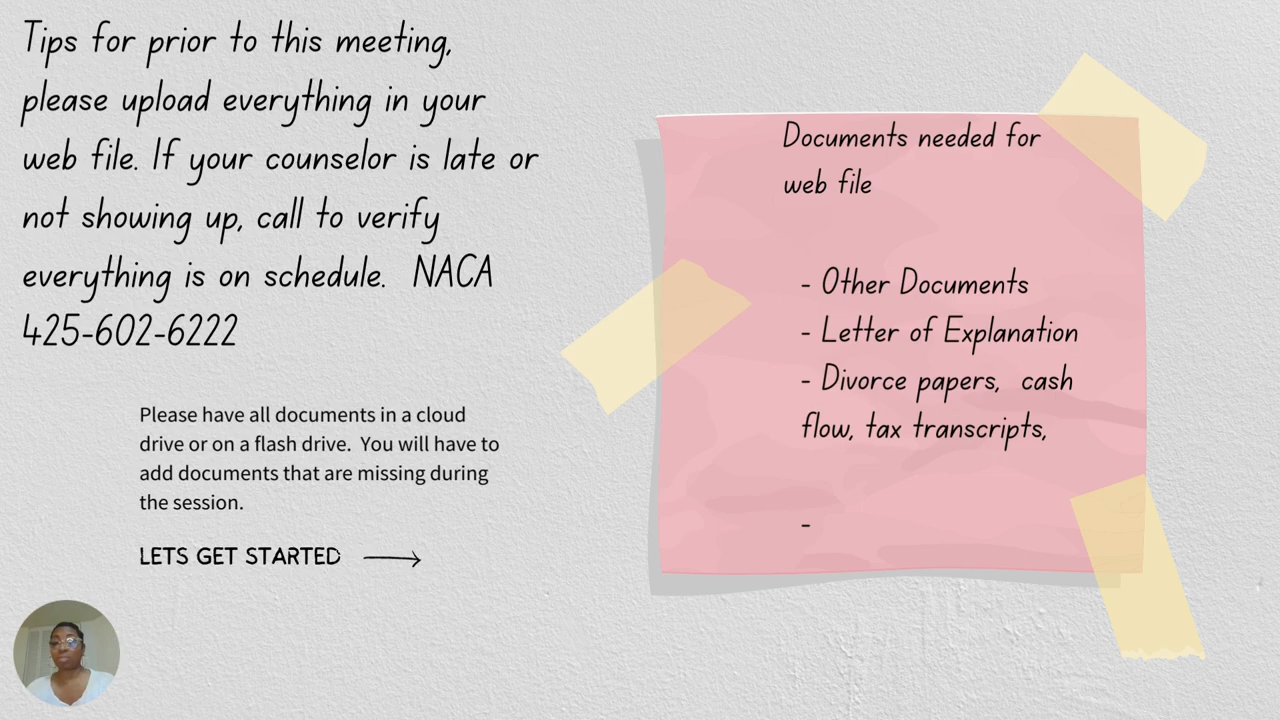 Tips for prior to this meeting,
please upload everything in your
web file. If your counselor is late or
not showing up, call to verify
everything is on schedule.  NACA
425-602-6222
Please have all documents in a cloud
drive or on a flash drive.  You will have to
add documents that are missing during
the session.
LETS GET STARTED
Documents needed for
web file
- Other Documents
- Letter of Explanation
- Divorce papers,  cash
flow, tax transcripts,
-